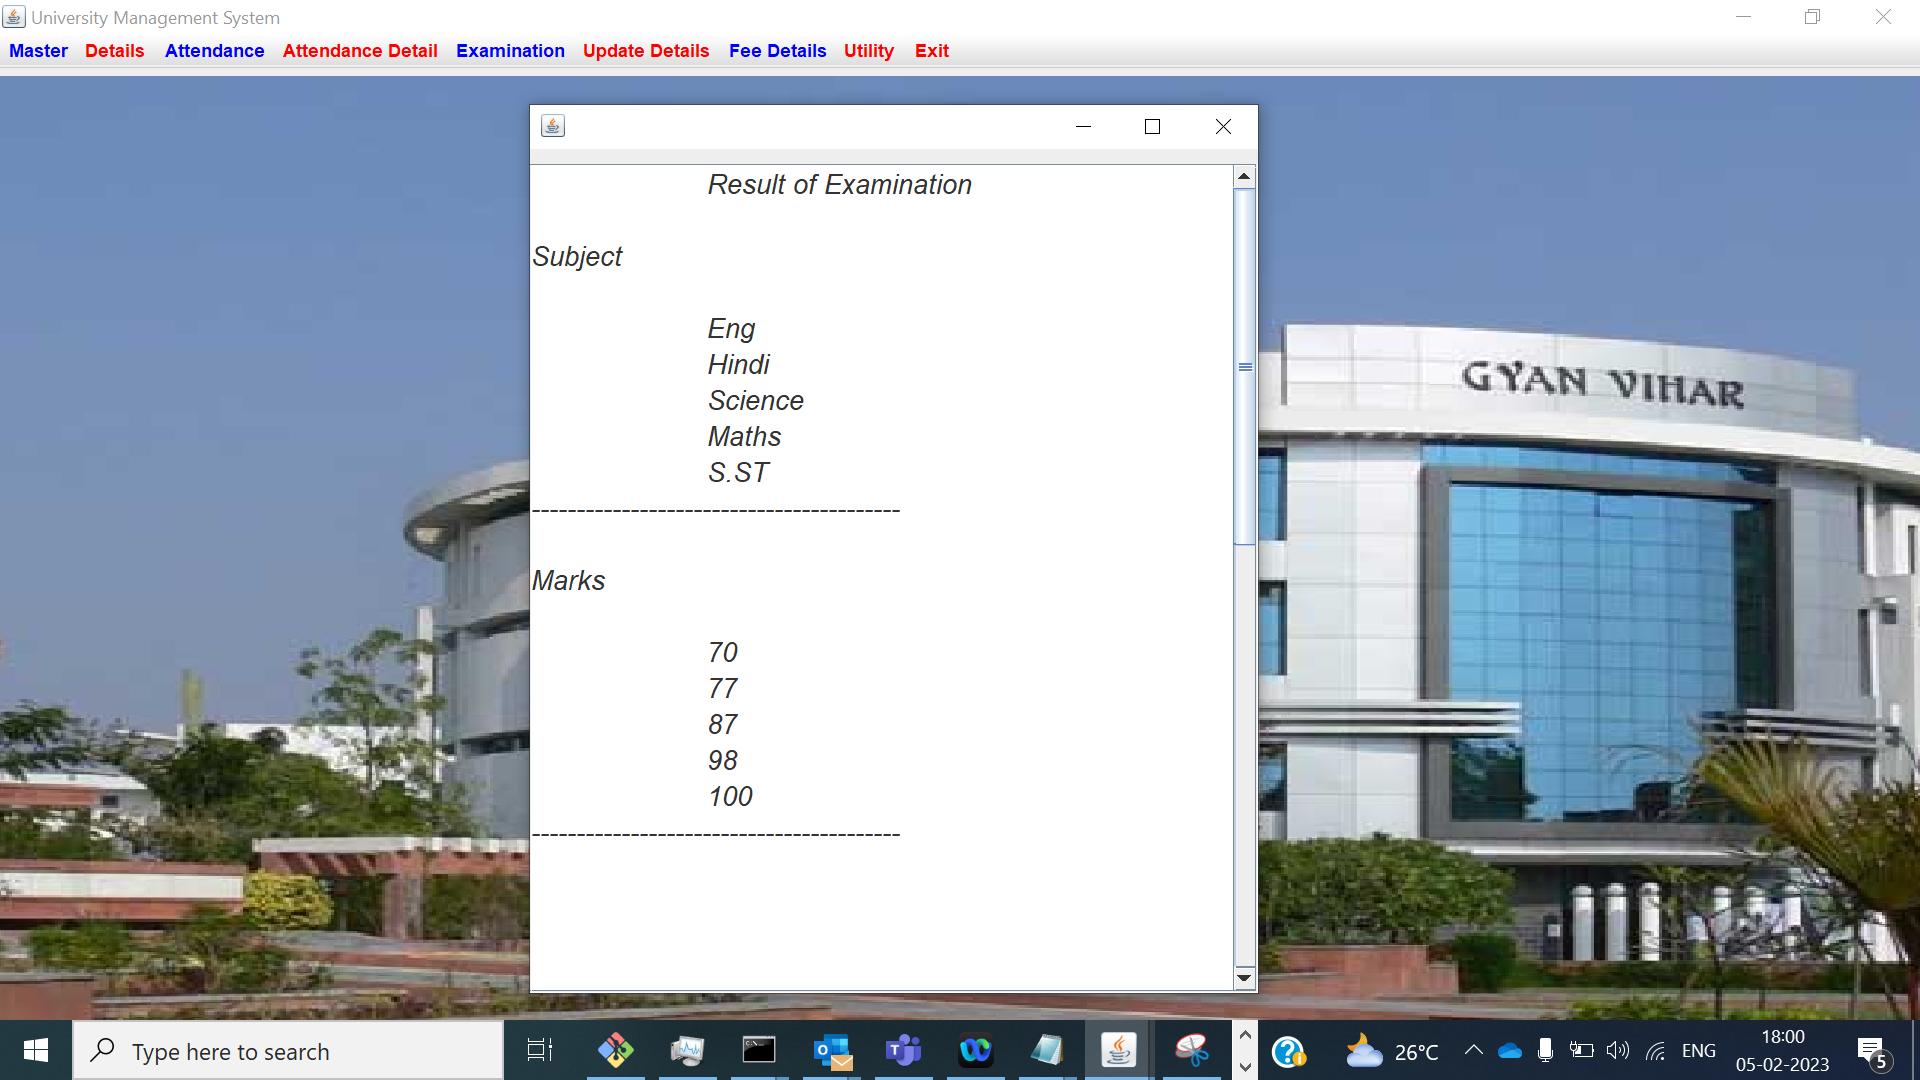 University Management System
Master Details Attendance Attendance Detail Examination Update Details Fee Details Utility Exit
Result of Examination
Subject
Eng
Hindi
Science
Maths
S.ST
-----------------------------------------
Marks
70
77
87
98
100
-----------------------------------------
GYAN VIHAR
Type here to search
26°C
ENG
18:00
05-02-2023
5